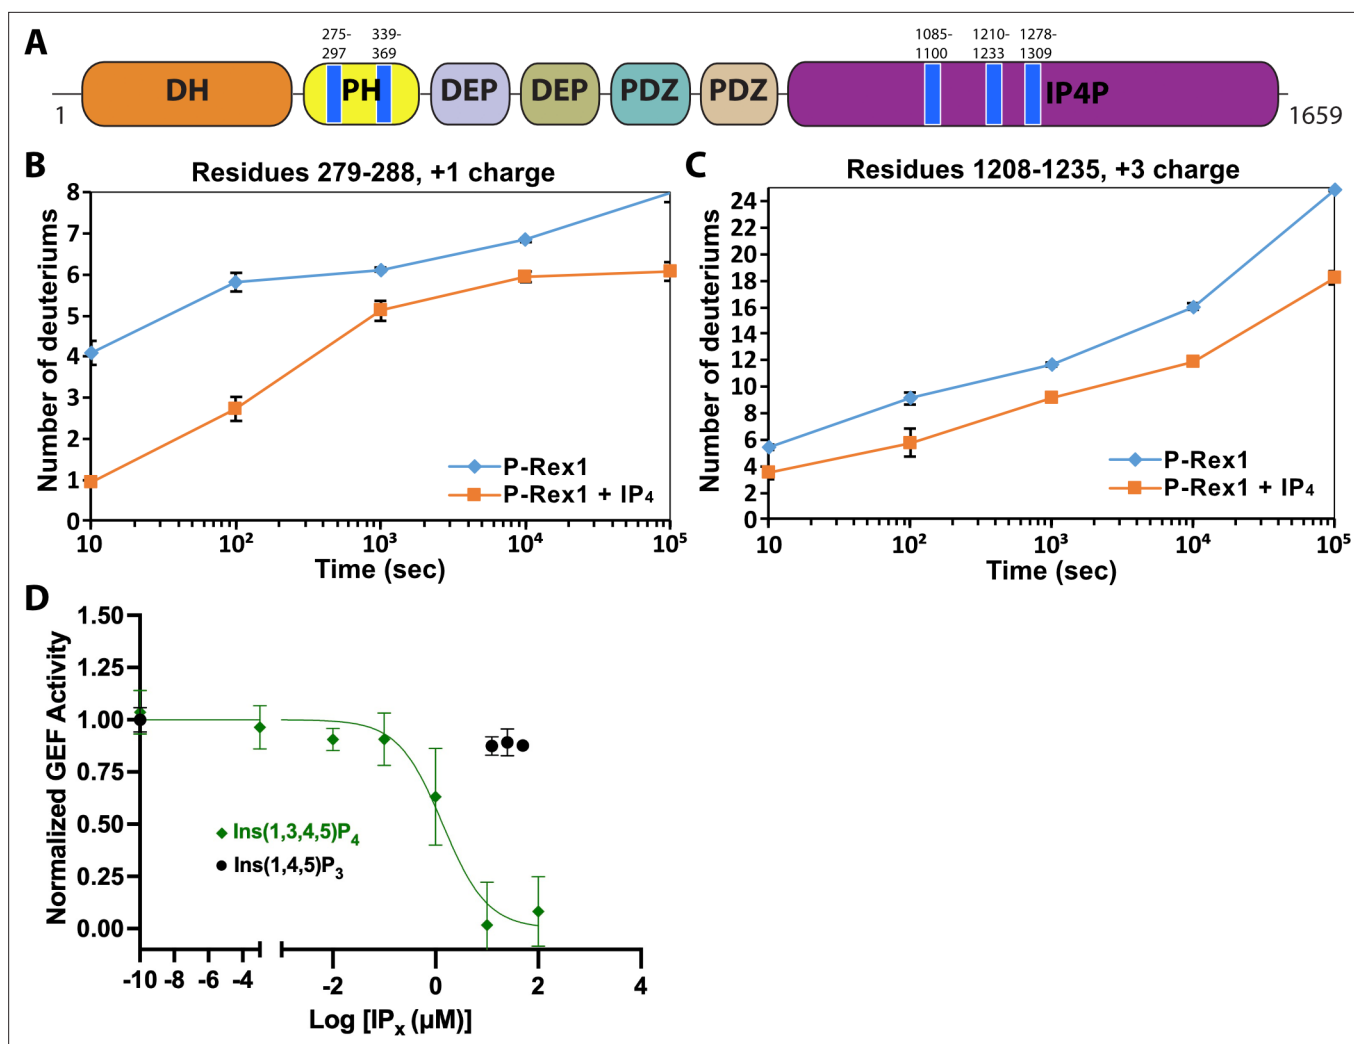 A
275-
297
339-
369
1085-
1100
1210-
1233
1278-
1309
DH
PH
DEP
DEP
PDZ
PDZ
IP4P
1
1659
B
Residues 279-288, +1 charge
Number of deuteriums
8
7
6
5
4
3
2
1
0
P-Rex1
P-Rex1 + IP₄
10
10²
10³
10⁴
10⁵
Time (sec)
C
Residues 1208-1235, +3 charge
Number of deuteriums
24
22
20
18
16
14
12
10
8
6
4
2
0
P-Rex1
P-Rex1 + IP₄
10
10²
10³
10⁴
10⁵
Time (sec)
D
Normalized GEF Activity
1.50
1.25
1.00
0.75
0.50
0.25
0.00
Ins(1,3,4,5)P₄
Ins(1,4,5)P₃
-10 -8 -6 -4 -2 0 2 4
Log [IPₓ (µM)]